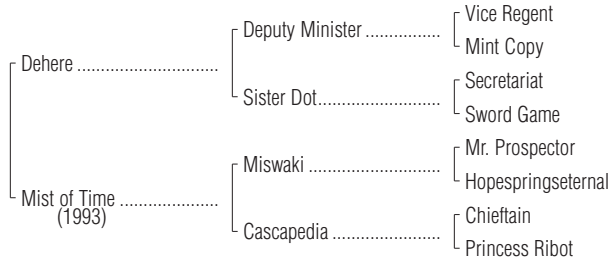 Vice Regent
Deputy Minister ..................
Mint Copy
Dehere .............................
Secretariat
Sister Dot.........................
Sword Game
Mr. Prospector
Miswaki ...........................
Hopespringseternal
Mist of Time ....................
(1993)
Chieftain
Cascapedia .......................
Princess Ribot